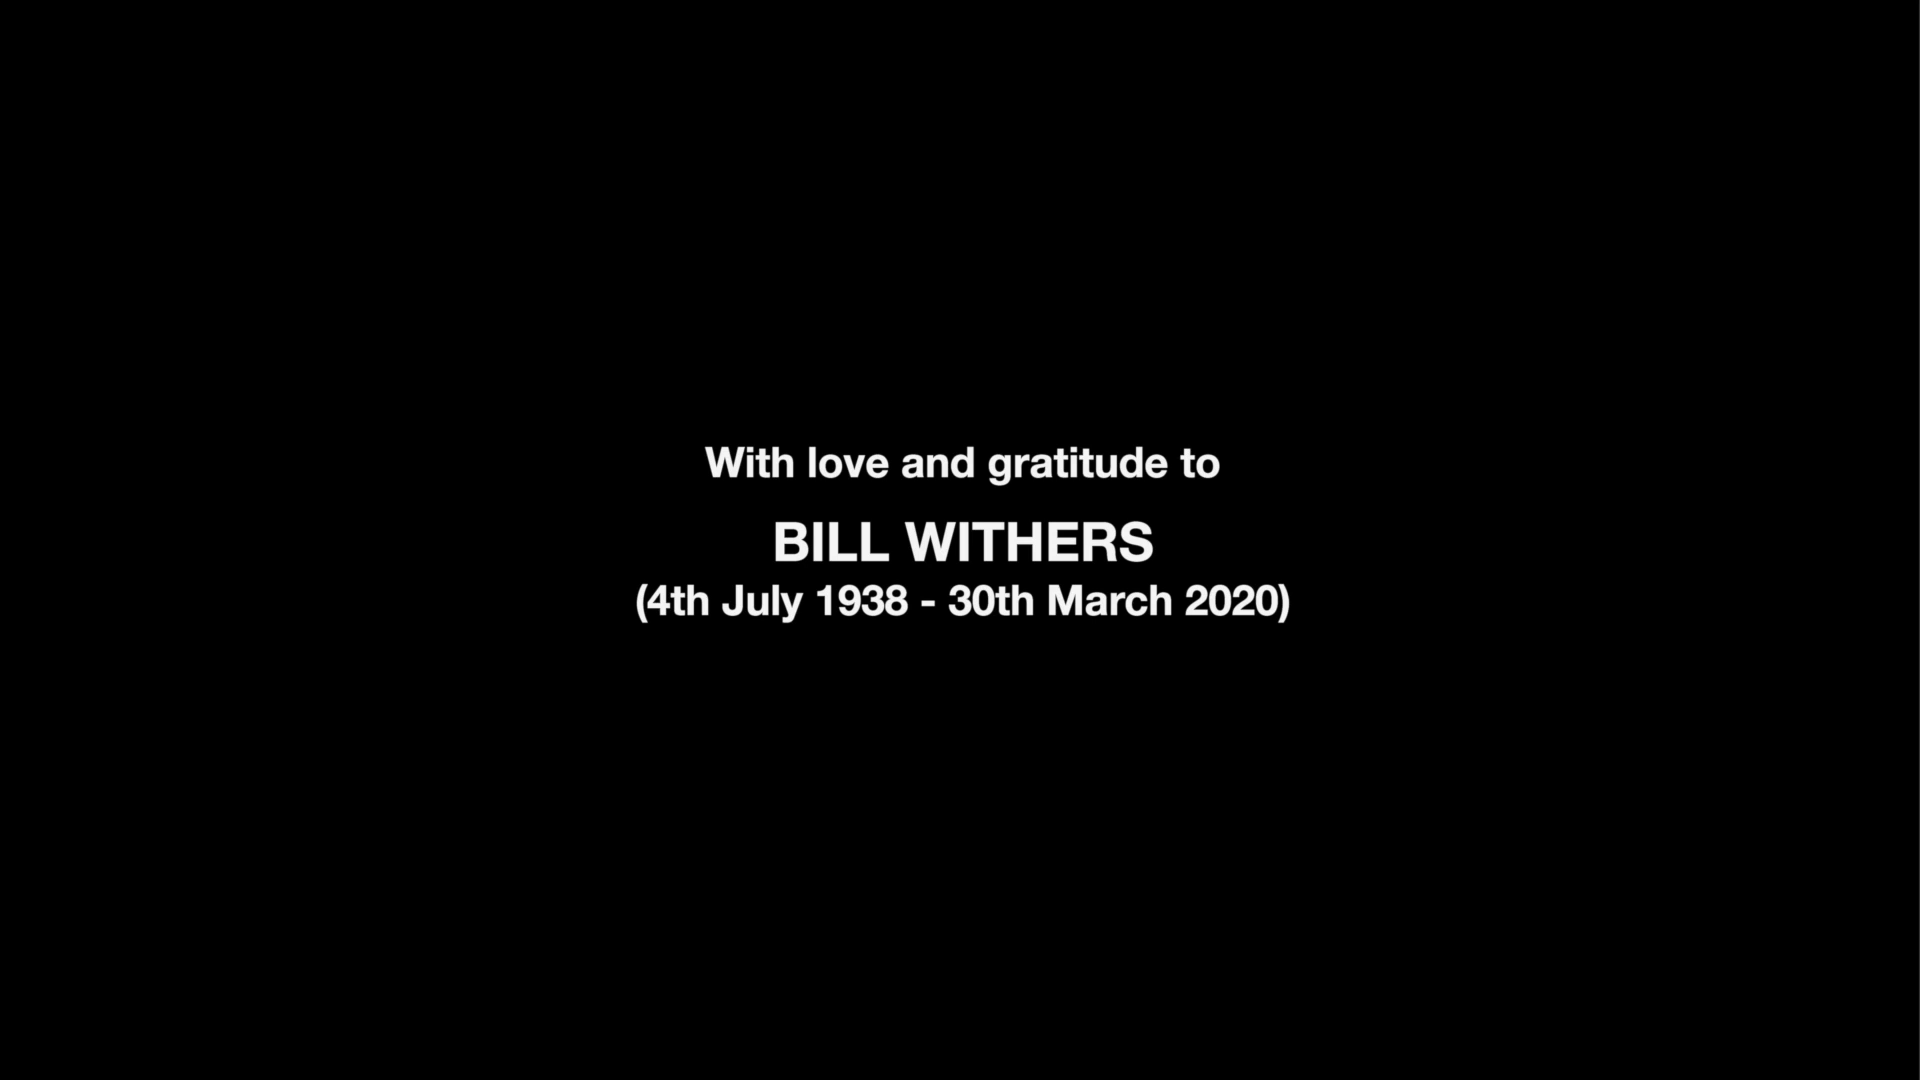 With love and gratitude to
BILL WITHERS
(4th July 1938 - 30th March 2020)